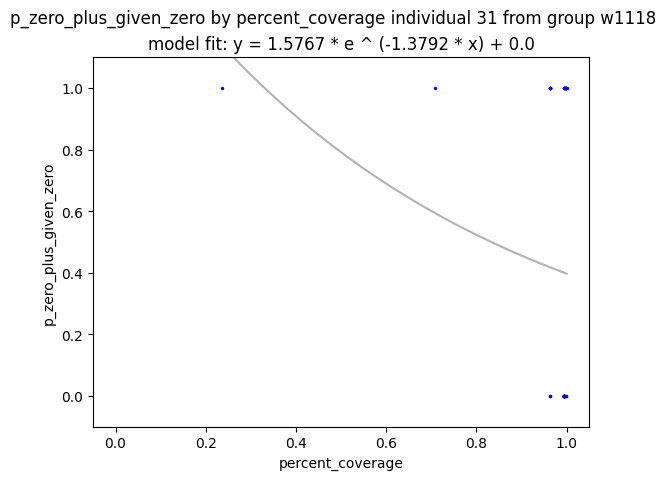 p_zero_plus_given_zero by percent_coverage individual 31 from group w1118
model fit: y = 1.5767 * e ^ (-1.3792 * x) + 0.0
1.0
0.8
0.6
0.4
0.2
0.0
p_zero_plus_given_zero
0.0 0.2 0.4 0.6 0.8 1.0
percent_coverage